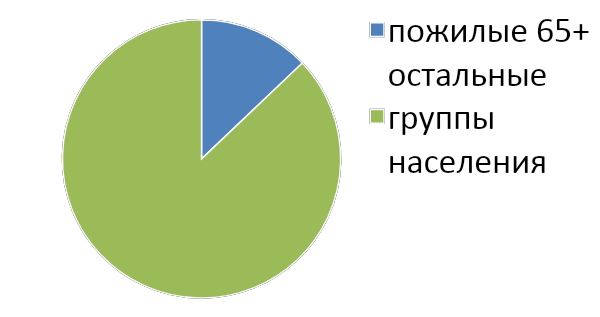 пожилые 65+
остальные
группы
населения